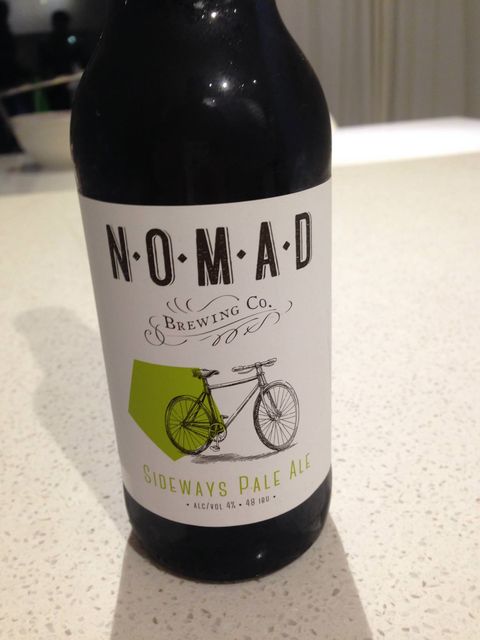 N·O·M·A·D
BREWING CO.
SIDEWAYS PALE ALE
• ALC/VOL 4% • 48 IBU •